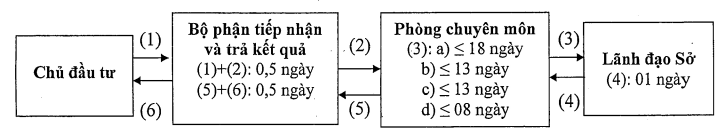 Chủ đầu tư
(1)
(6)
Bộ phận tiếp nhận
và trả kết quả
(1)+(2): 0,5 ngày
(5)+(6): 0,5 ngày
(2)
(5)
Phòng chuyên môn
(3): a) ≤ 18 ngày
b) ≤ 13 ngày
c) ≤ 13 ngày
d) ≤ 08 ngày
(3)
(4)
Lãnh đạo Sở
(4): 01 ngày